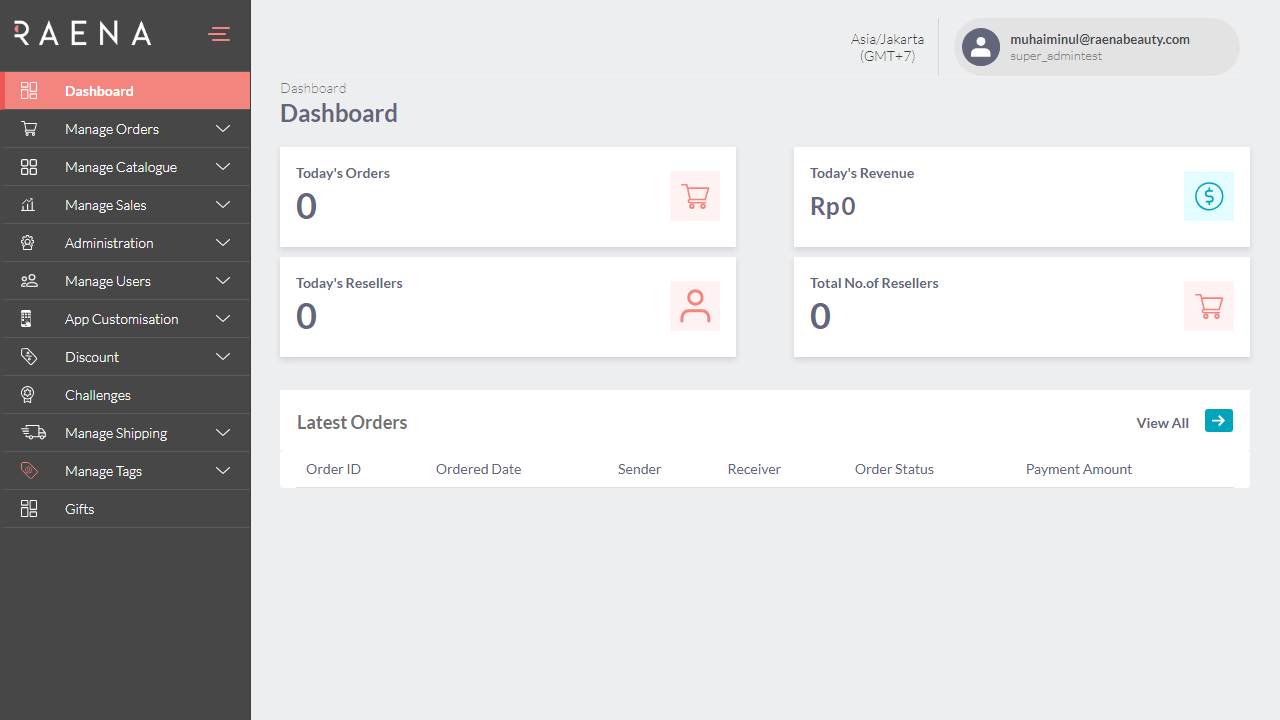 RAENA
Dashboard
Manage Orders
Manage Catalogue
Manage Sales
Administration
Manage Users
App Customisation
Discount
Challenges
Manage Shipping
Manage Tags
Gifts
Asia/Jakarta
(GMT+7)
muhaiminul@raenabeauty.com
super_admintest
Dashboard
Dashboard
Today's Orders
0
Today's Revenue
Rp0
Today's Resellers
0
Total No.of Resellers
0
Latest Orders
View All
Order ID Ordered Date Sender Receiver Order Status Payment Amount